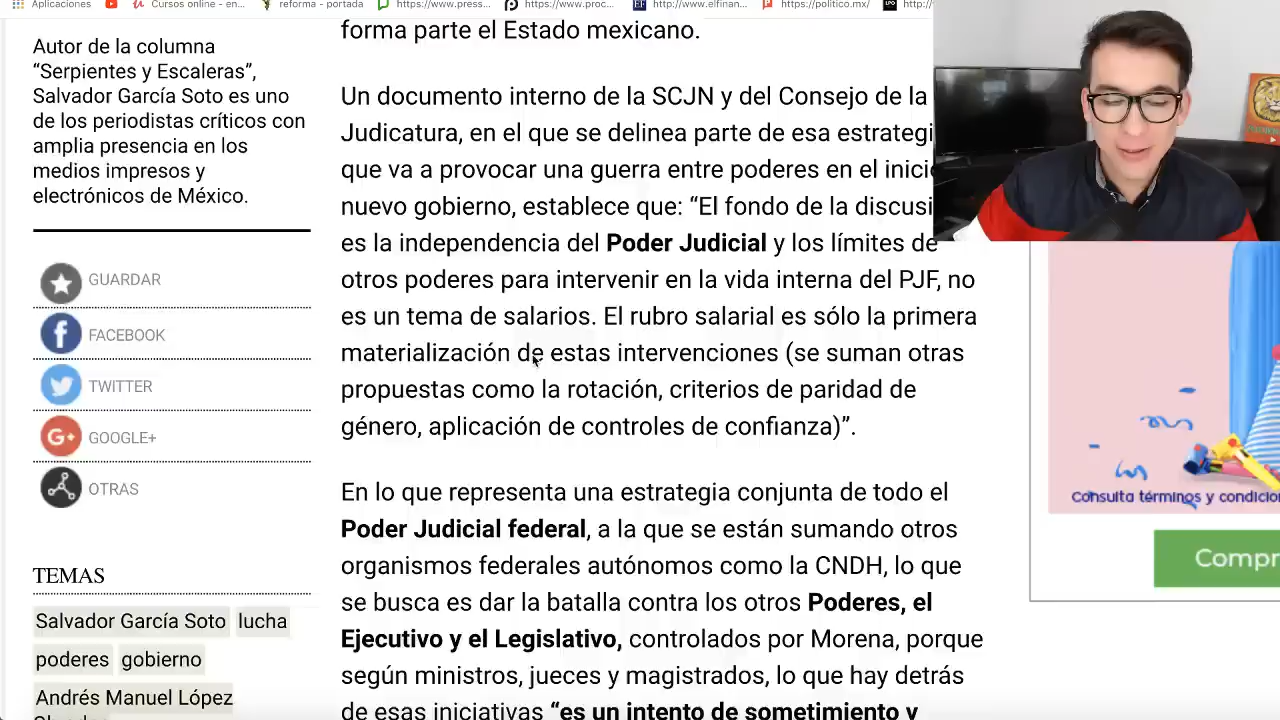 Aplicaciones
Cursos online - en...
reforma - portada
https://www.press...
https://www.proc...
http://www.elfinan...
https://politico.mx/
http:/
Autor de la columna
“Serpientes y Escaleras”,
Salvador García Soto es uno
de los periodistas críticos con
amplia presencia en los
medios impresos y
electrónicos de México.
GUARDAR
FACEBOOK
TWITTER
GOOGLE+
OTRAS
TEMAS
Salvador García Soto lucha
poderes gobierno
Andrés Manuel López
forma parte el Estado mexicano.
Un documento interno de la SCJN y del Consejo de la
Judicatura, en el que se delinea parte de esa estrategi
que va a provocar una guerra entre poderes en el inici
nuevo gobierno, establece que: “El fondo de la discusi
es la independencia del Poder Judicial y los límites de
otros poderes para intervenir en la vida interna del PJF, no
es un tema de salarios. El rubro salarial es sólo la primera
materialización de estas intervenciones (se suman otras
propuestas como la rotación, criterios de paridad de
género, aplicación de controles de confianza)”.
En lo que representa una estrategia conjunta de todo el
Poder Judicial federal, a la que se están sumando otros
organismos federales autónomos como la CNDH, lo que
se busca es dar la batalla contra los otros Poderes, el
Ejecutivo y el Legislativo, controlados por Morena, porque
según ministros, jueces y magistrados, lo que hay detrás
de esas iniciativas “es un intento de sometimiento y
Consulta términos y condicio
Compr